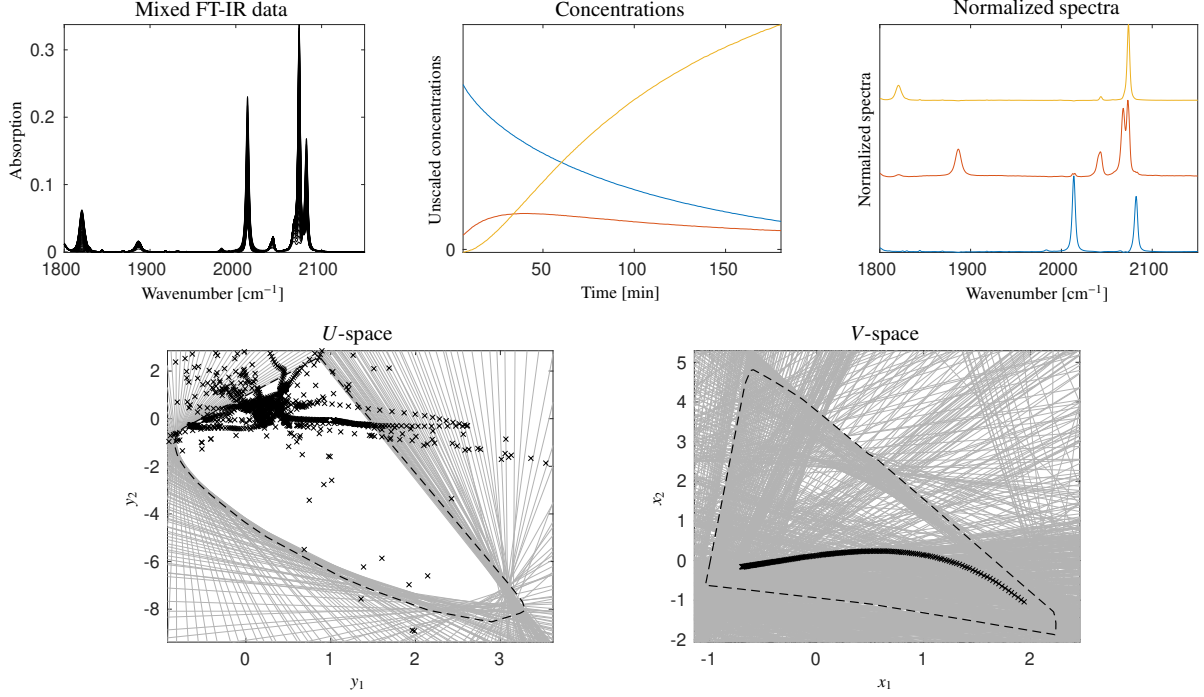 Mixed FT-IR data
Absorption
0.3
0.2
0.1
0
1800
1900
2000
2100
Wavenumber [cm⁻¹]
Concentrations
Unscaled concentrations
0
50
100
150
Time [min]
Normalized spectra
Normalized spectra
1800
1900
2000
2100
Wavenumber [cm⁻¹]
U-space
y₂
2
0
-2
-4
-6
-8
0
1
2
3
y₁
V-space
x₂
5
4
3
2
1
0
-1
-2
-1
0
1
2
x₁